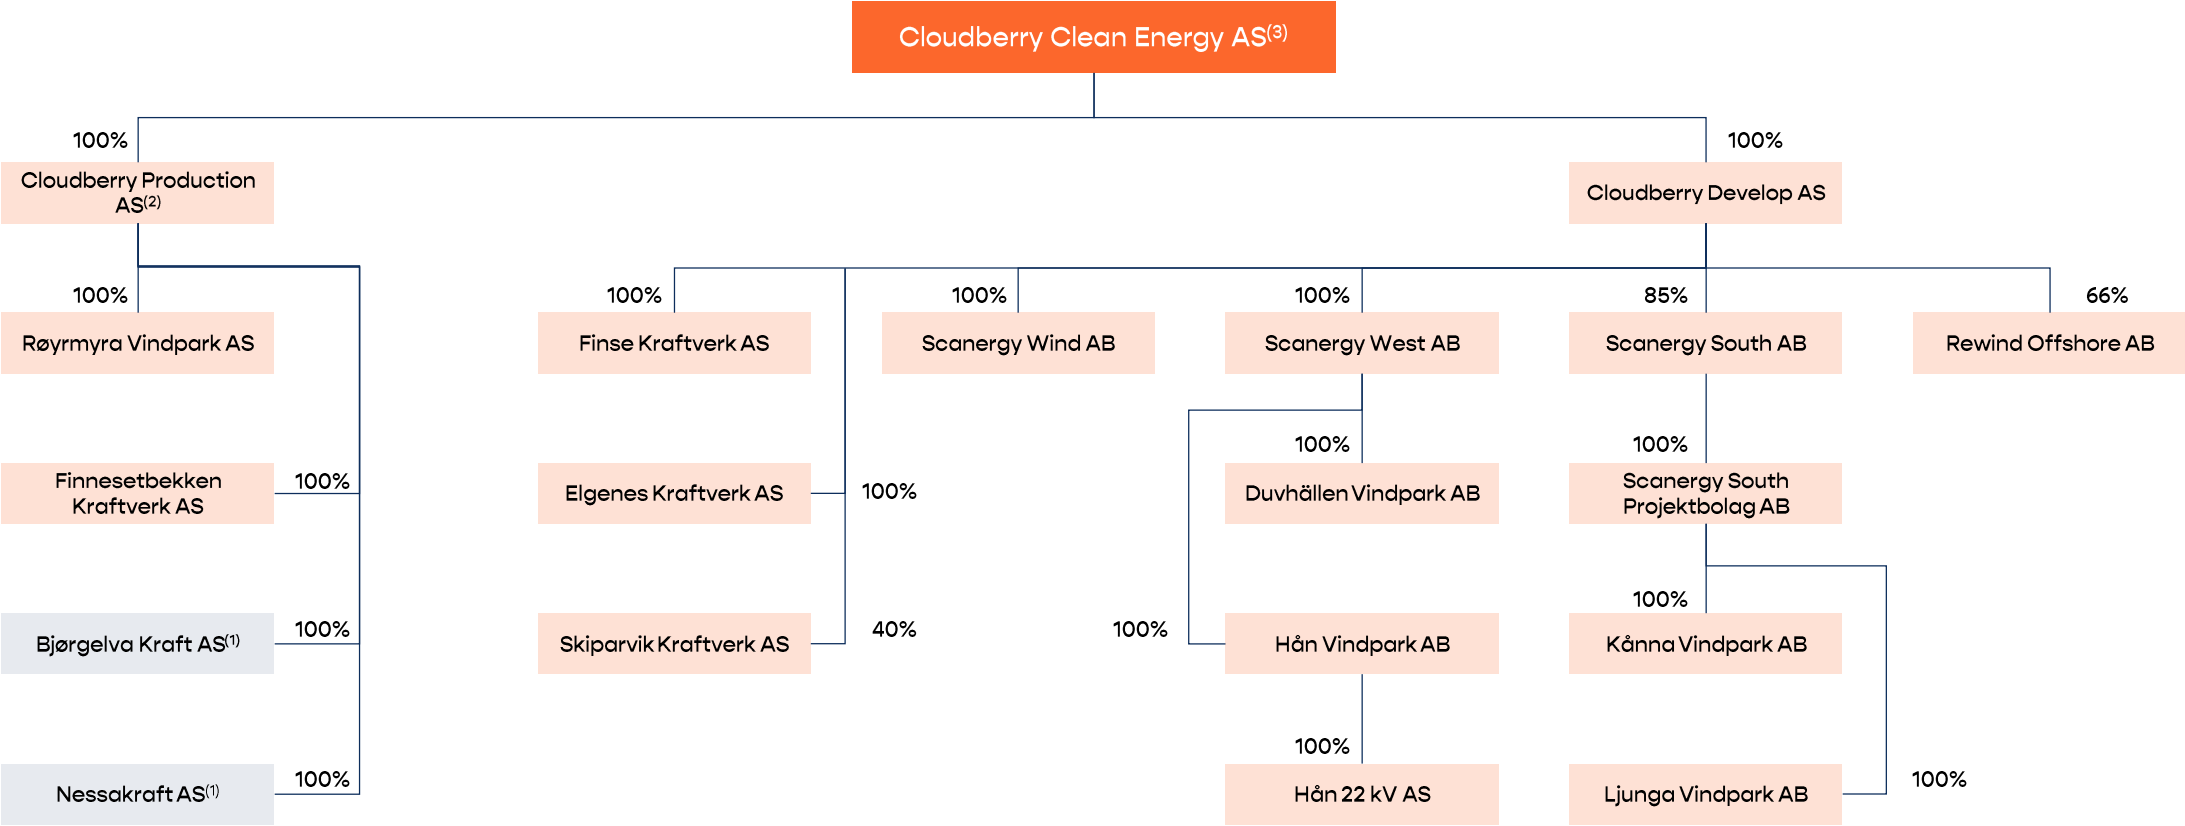 Cloudberry Clean Energy AS(3)
100%
100%
Cloudberry Production
AS(2)
Cloudberry Develop AS
100%
100%
100%
100%
85%
66%
Røyrmyra Vindpark AS
Finse Kraftverk AS
Scanergy Wind AB
Scanergy West AB
Scanergy South AB
Rewind Offshore AB
100%
100%
Finnesetbekken
Kraftverk AS
100%
Elgenes Kraftverk AS
100%
Duvhällen Vindpark AB
Scanergy South
Projektbolag AB
100%
Bjørgelva Kraft AS(1)
100%
Skiparvik Kraftverk AS
40%
100%
Hån Vindpark AB
Kånna Vindpark AB
100%
Nessakraft AS(1)
100%
Hån 22 kV AS
Ljunga Vindpark AB
100%